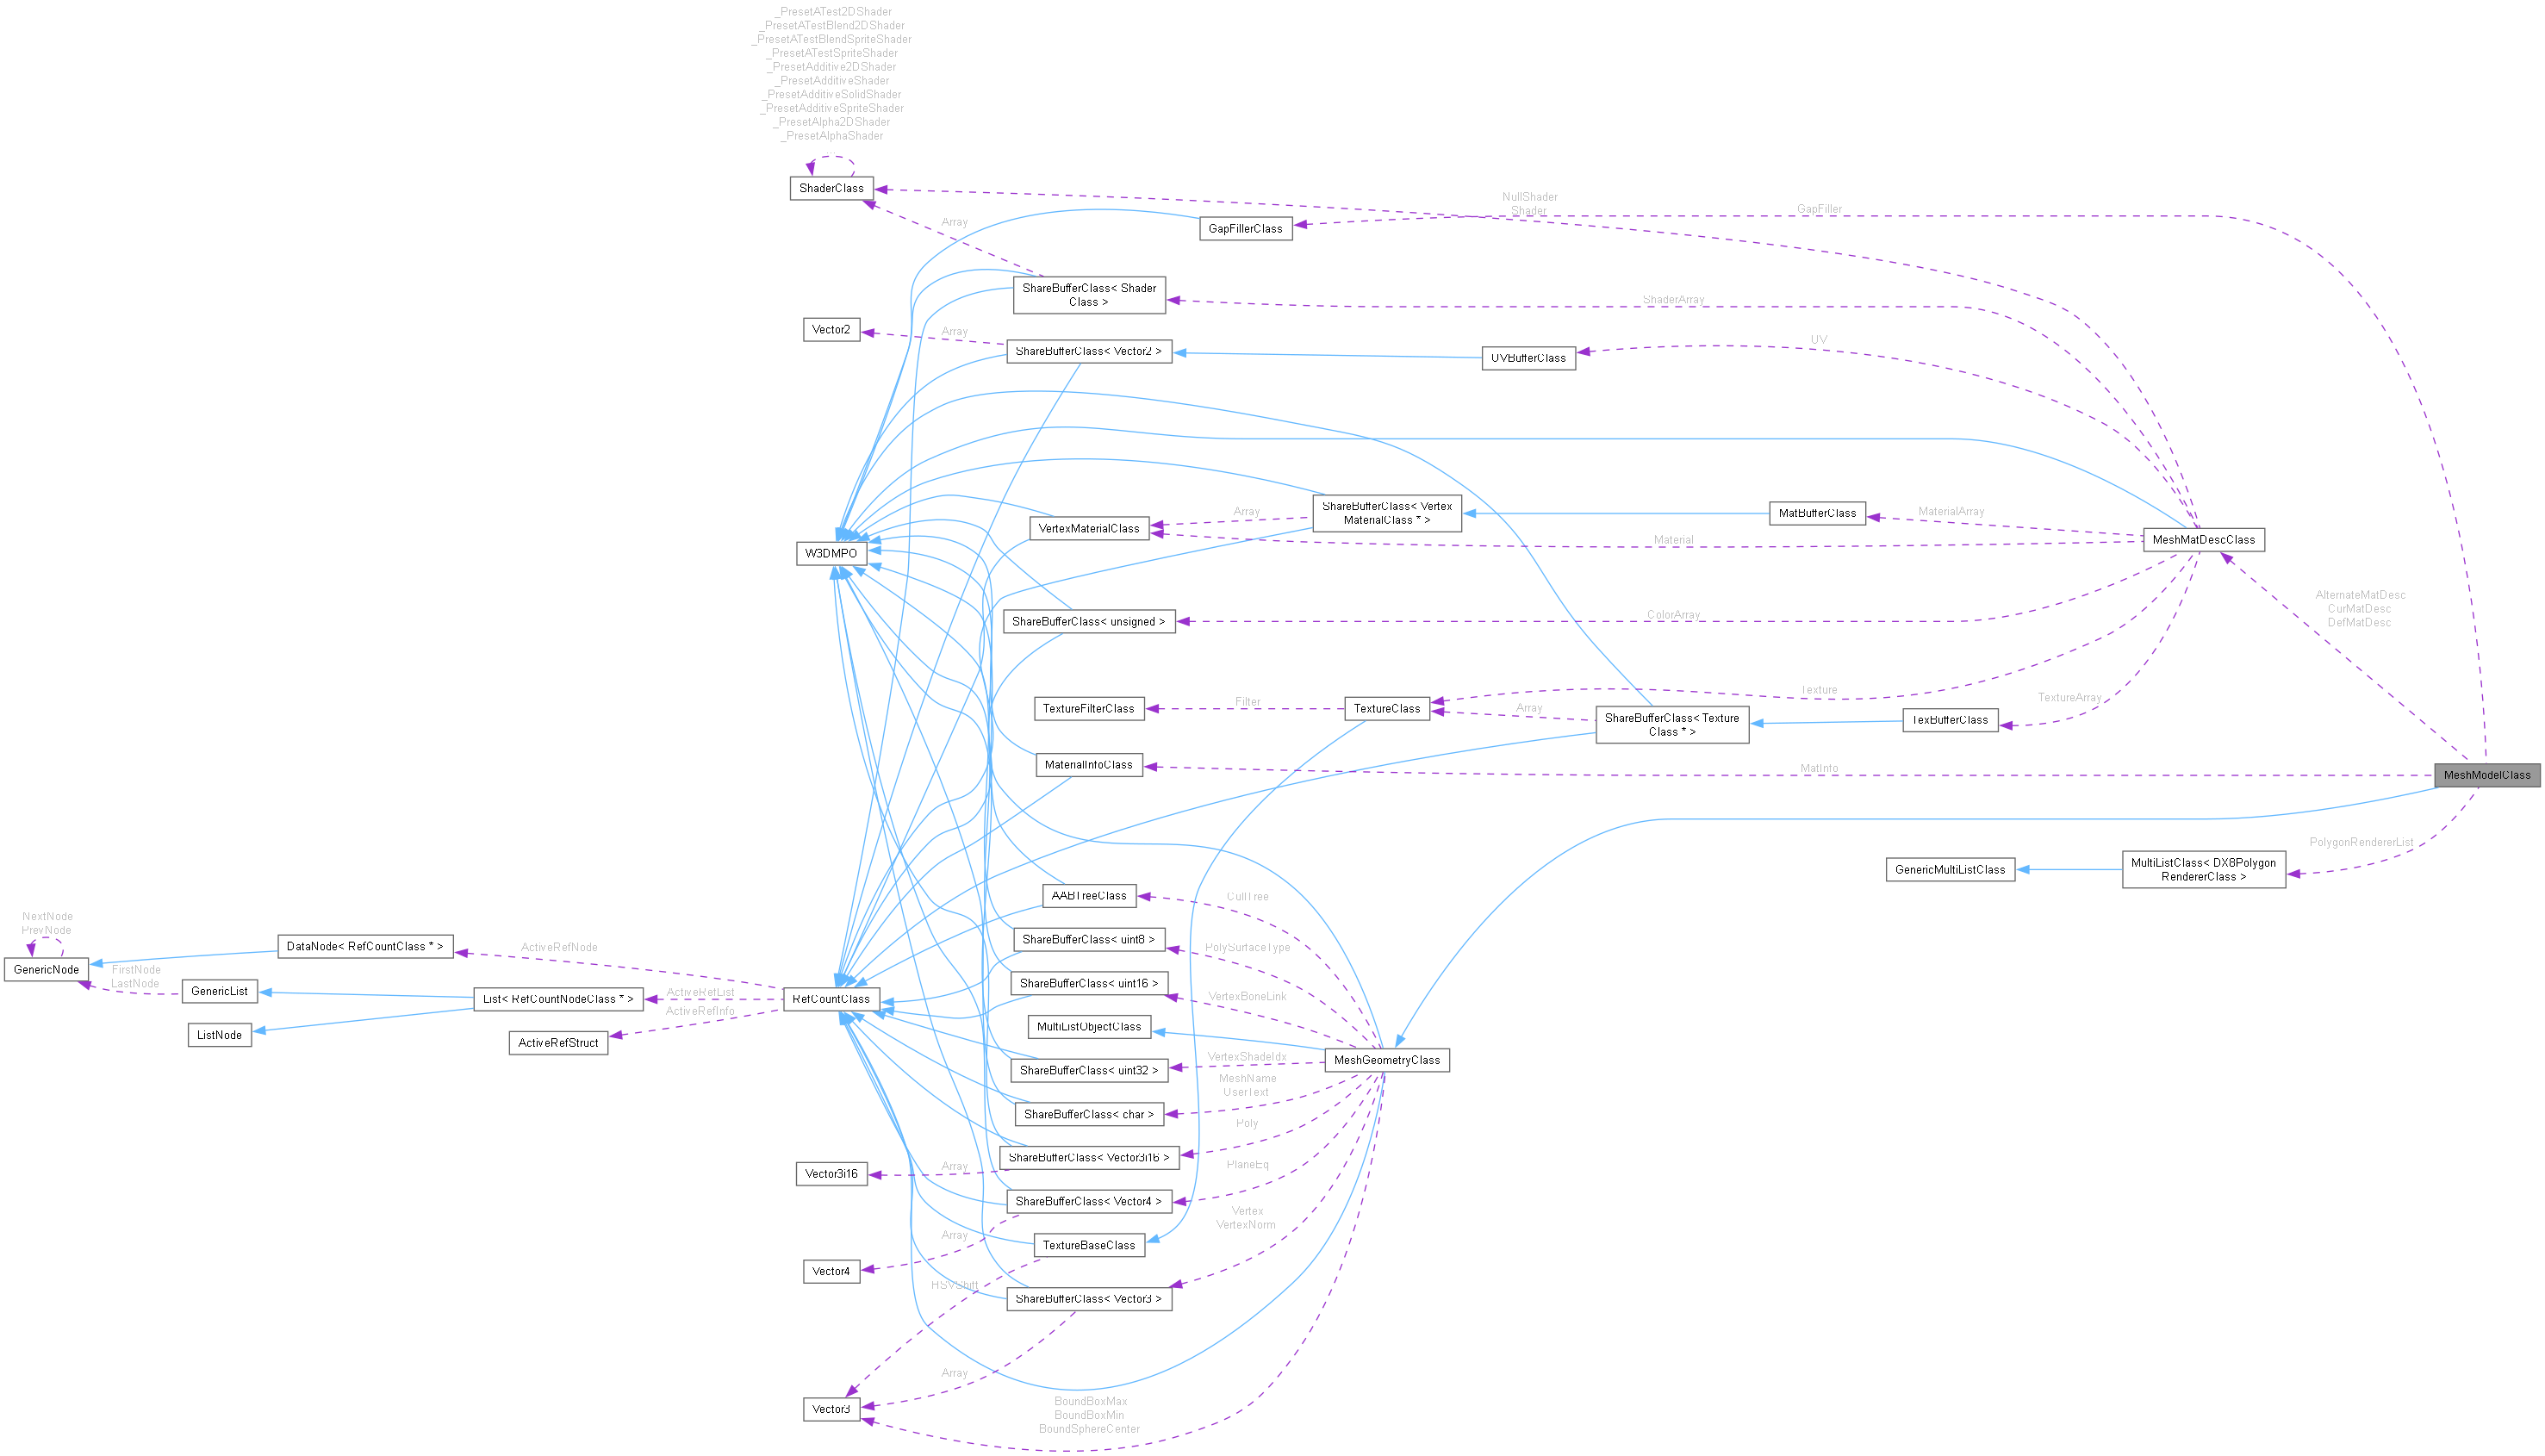 _PresetATest2DShader
_PresetATestBlend2DShader
_PresetATestBlendSpriteShader
_PresetATestSpriteShader
_PresetAdditive2DShader
_PresetAdditiveShader
_PresetAdditiveSolidShader
_PresetAdditiveSpriteShader
_PresetAlpha2DShader
_PresetAlphaShader
...
ShaderClass
NullShader
Shader
GapFiller
GapFillerClass
Array
ShareBufferClass< Shader
Class >
ShaderArray
Vector2
Array
ShareBufferClass< Vector2 >
UVBufferClass
UV
VertexMaterialClass
Array
ShareBufferClass< Vertex
MaterialClass * >
MatBufferClass
MaterialArray
Material
MeshMatDescClass
W3DMPO
ShareBufferClass< unsigned >
ColorArray
AlternateMatDesc
CurMatDesc
DefMatDesc
TextureFilterClass
Filter
TextureClass
Array
ShareBufferClass< Texture
Class * >
Texture
TexBufferClass
TextureArray
MaterialInfoClass
MatInfo
MeshModelClass
PolygonRendererList
GenericMultiListClass
MultiListClass< DX8Polygon
RendererClass >
AABTreeClass
CullTree
NextNode
PrevNode
GenericNode
DataNode< RefCountClass * >
ActiveRefNode
FirstNode
LastNode
GenericList
List< RefCountNodeClass * >
ActiveRefList
ActiveRefInfo
RefCountClass
ListNode
ActiveRefStruct
ShareBufferClass< uint8 >
PolySurfaceType
ShareBufferClass< uint16 >
VertexBoneLink
MultiListObjectClass
MeshGeometryClass
ShareBufferClass< uint32 >
VertexShadeIdx
ShareBufferClass< char >
MeshName
UserText
ShareBufferClass< Vector3i16 >
Poly
Vector3i16
Array
ShareBufferClass< Vector4 >
PlaneEq
Vector4
Array
TextureBaseClass
Vertex
VertexNorm
HSVShift
ShareBufferClass< Vector3 >
Array
Vector3
BoundBoxMax
BoundBoxMin
BoundSphereCenter